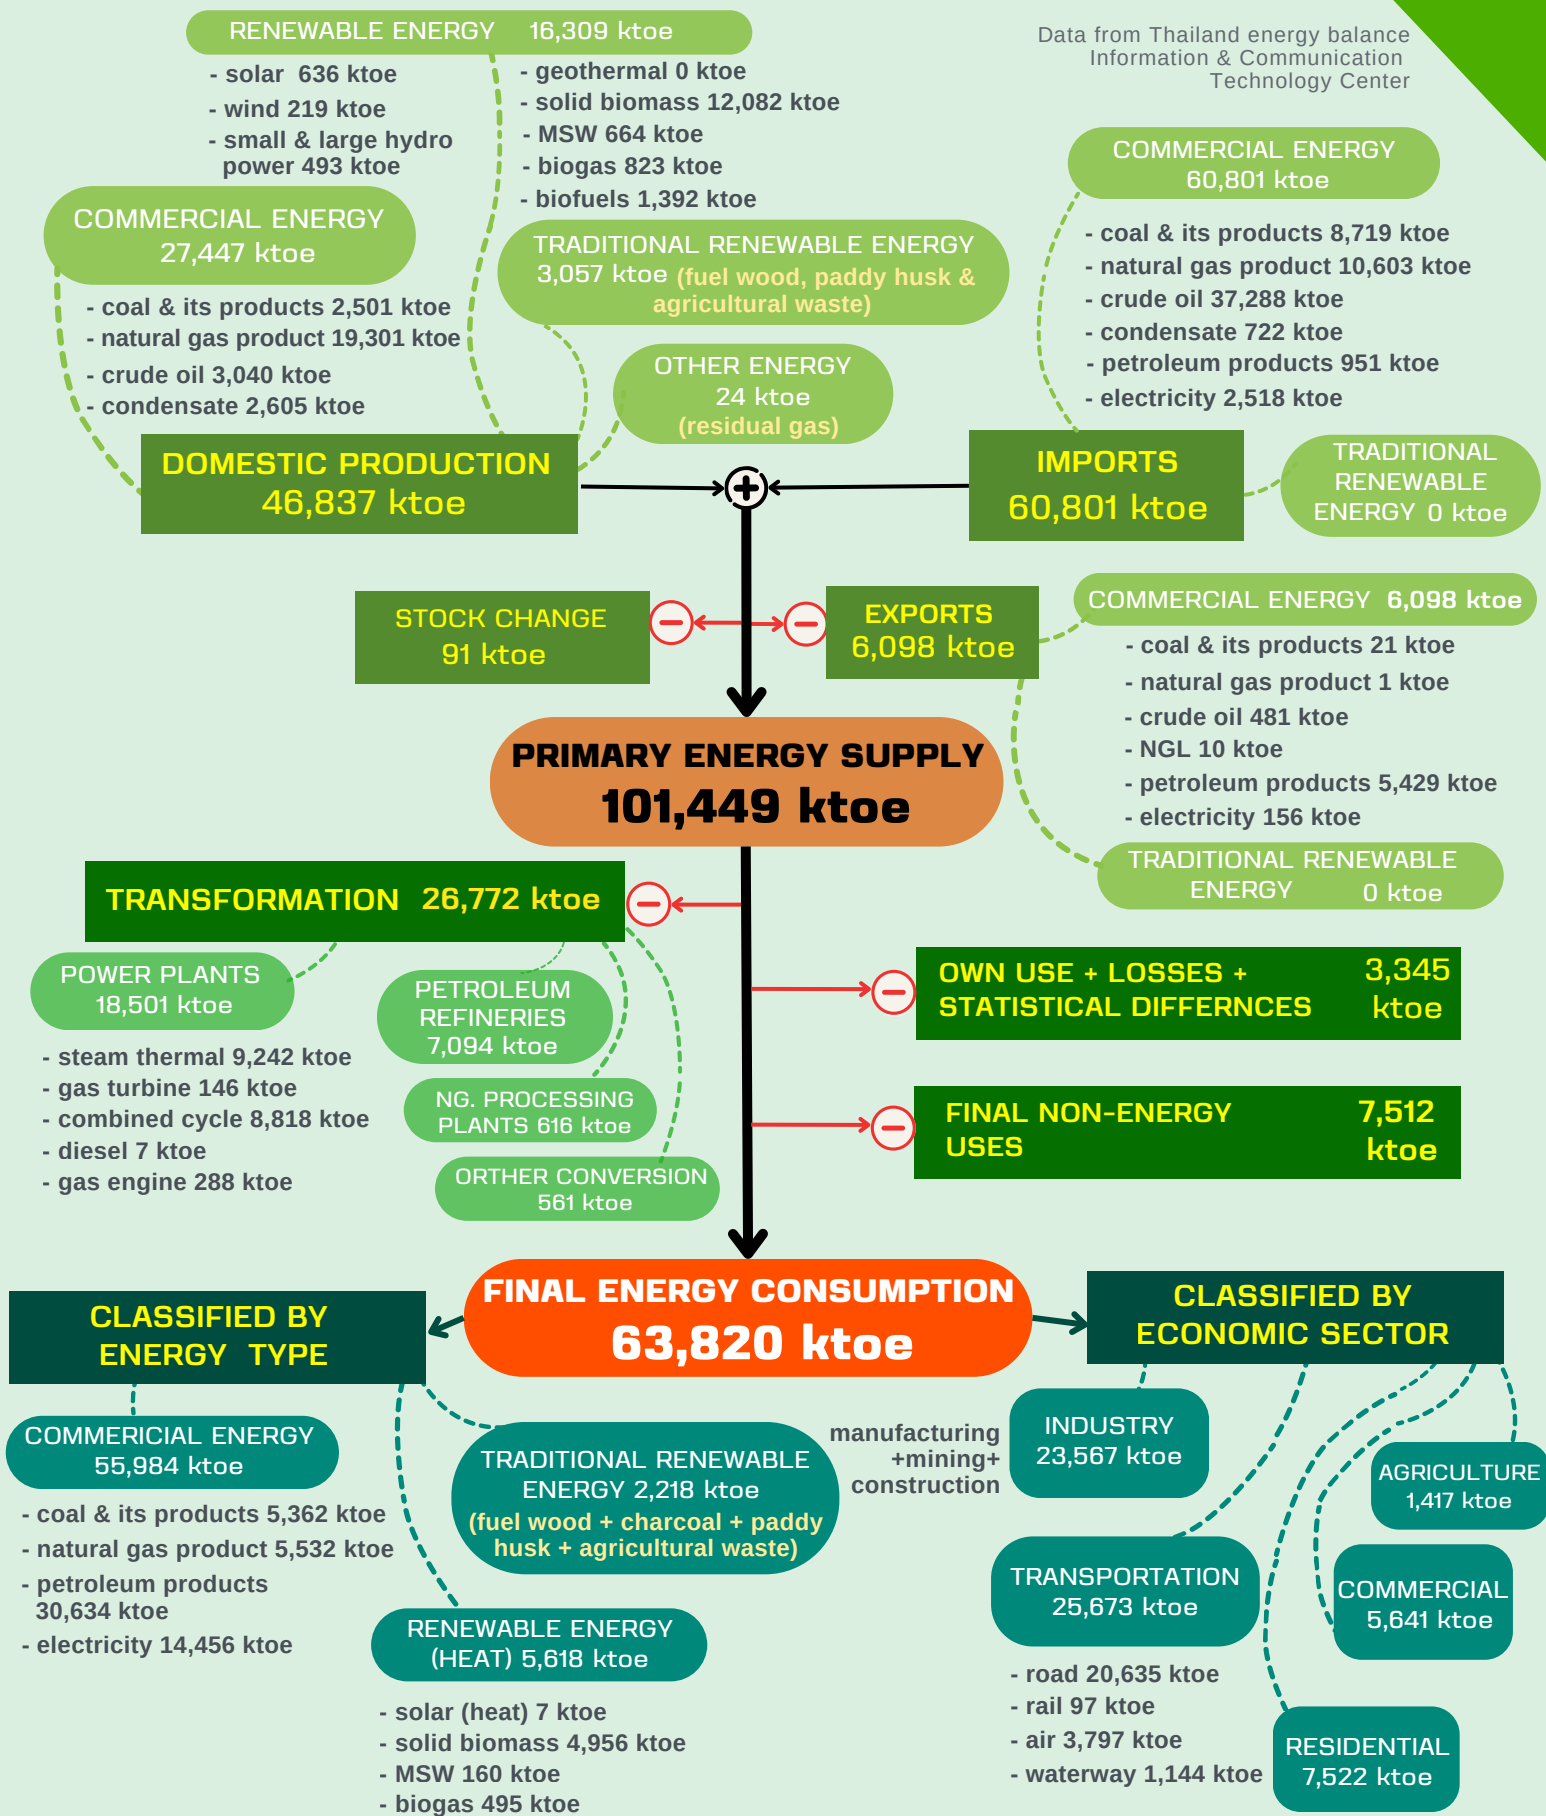 RENEWABLE ENERGY 16,309 ktoe
- solar 636 ktoe
- wind 219 ktoe
- small & large hydro
power 493 ktoe
- geothermal 0 ktoe
- solid biomass 12,082 ktoe
- MSW 664 ktoe
- biogas 823 ktoe
- biofuels 1,392 ktoe
Data from Thailand energy balance
Information & Communication
Technology Center
COMMERCIAL ENERGY
27,447 ktoe
- coal & its products 2,501 ktoe
- natural gas product 19,301 ktoe
- crude oil 3,040 ktoe
- condensate 2,605 ktoe
TRADITIONAL RENEWABLE ENERGY
3,057 ktoe (fuel wood, paddy husk &
agricultural waste)
OTHER ENERGY
24 ktoe
(residual gas)
COMMERCIAL ENERGY
60,801 ktoe
- coal & its products 8,719 ktoe
- natural gas product 10,603 ktoe
- crude oil 37,288 ktoe
- condensate 722 ktoe
- petroleum products 951 ktoe
- electricity 2,518 ktoe
DOMESTIC PRODUCTION
46,837 ktoe
IMPORTS
60,801 ktoe
TRADITIONAL
RENEWABLE
ENERGY 0 ktoe
STOCK CHANGE
91 ktoe
EXPORTS
6,098 ktoe
COMMERCIAL ENERGY 6,098 ktoe
- coal & its products 21 ktoe
- natural gas product 1 ktoe
- crude oil 481 ktoe
- NGL 10 ktoe
- petroleum products 5,429 ktoe
- electricity 156 ktoe
TRADITIONAL RENEWABLE
ENERGY 0 ktoe
PRIMARY ENERGY SUPPLY
101,449 ktoe
TRANSFORMATION 26,772 ktoe
POWER PLANTS
18,501 ktoe
- steam thermal 9,242 ktoe
- gas turbine 146 ktoe
- combined cycle 8,818 ktoe
- diesel 7 ktoe
- gas engine 288 ktoe
PETROLEUM
REFINERIES
7,094 ktoe
NG. PROCESSING
PLANTS 616 ktoe
ORTHER CONVERSION
561 ktoe
OWN USE + LOSSES +
STATISTICAL DIFFERNCES
3,345
ktoe
FINAL NON-ENERGY
USES
7,512
ktoe
FINAL ENERGY CONSUMPTION
63,820 ktoe
CLASSIFIED BY
ENERGY TYPE
COMMERICIAL ENERGY
55,984 ktoe
- coal & its products 5,362 ktoe
- natural gas product 5,532 ktoe
- petroleum products
30,634 ktoe
- electricity 14,456 ktoe
TRADITIONAL RENEWABLE
ENERGY 2,218 ktoe
(fuel wood + charcoal + paddy
husk + agricultural waste)
RENEWABLE ENERGY
(HEAT) 5,618 ktoe
- solar (heat) 7 ktoe
- solid biomass 4,956 ktoe
- MSW 160 ktoe
- biogas 495 ktoe
CLASSIFIED BY
ECONOMIC SECTOR
manufacturing
+mining+
construction
INDUSTRY
23,567 ktoe
AGRICULTURE
1,417 ktoe
TRANSPORTATION
25,673 ktoe
- road 20,635 ktoe
- rail 97 ktoe
- air 3,797 ktoe
- waterway 1,144 ktoe
COMMERCIAL
5,641 ktoe
RESIDENTIAL
7,522 ktoe